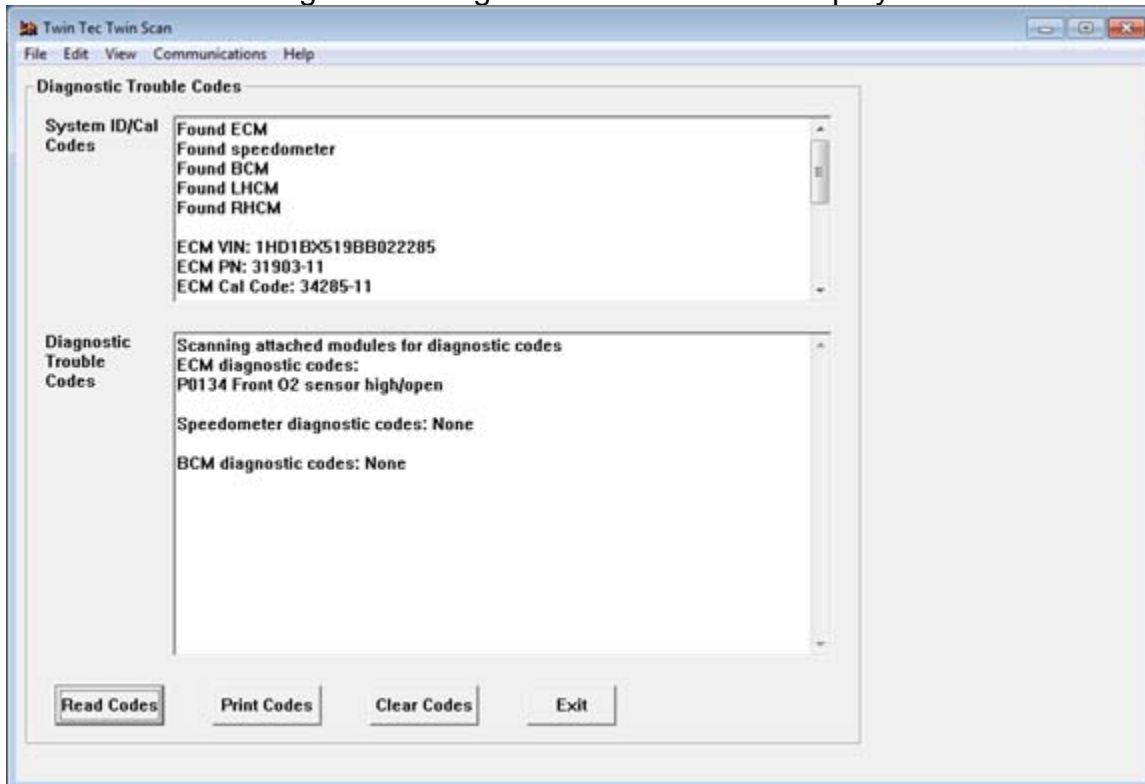 Twin Tec Twin Scan
File Edit View Communications Help
Diagnostic Trouble Codes
System ID/Cal Codes
Found ECM
Found speedometer
Found BCM
Found LHCM
Found RHCM
ECM VIN: 1HD1BX519BB022285
ECM PN: 31903-11
ECM Cal Code: 34285-11
Diagnostic Trouble Codes
Scanning attached modules for diagnostic codes
ECM diagnostic codes:
P0134 Front O2 sensor high/open
Speedometer diagnostic codes: None
BCM diagnostic codes: None
Read Codes
Print Codes
Clear Codes
Exit